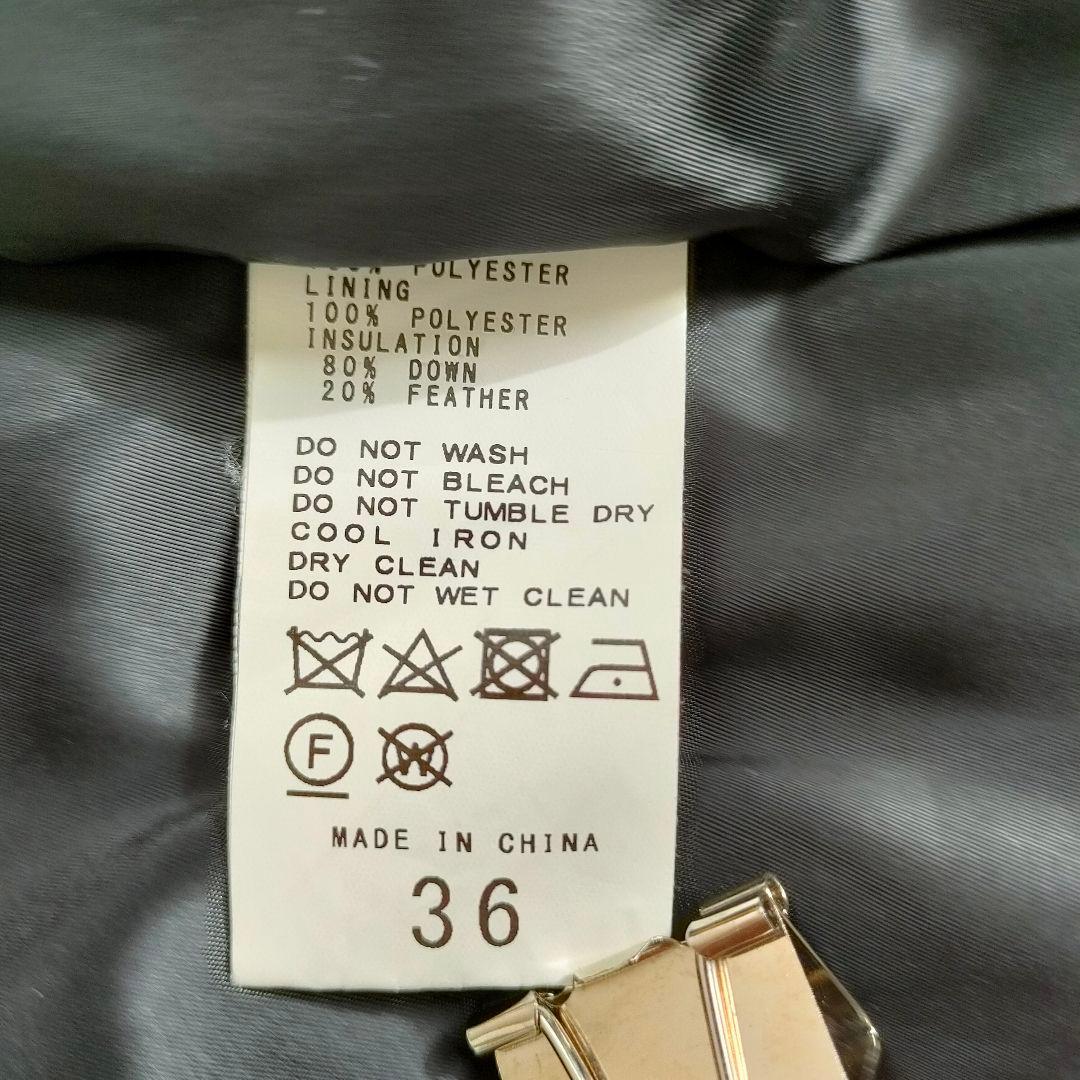 POLYESTER
LINING
100% POLYESTER
INSULATION
80% DOWN
20% FEATHER
DO NOT WASH
DO NOT BLEACH
DO NOT TUMBLE DRY
COOL IRON
DRY CLEAN
DO NOT WET CLEAN
F W
MADE IN CHINA
36